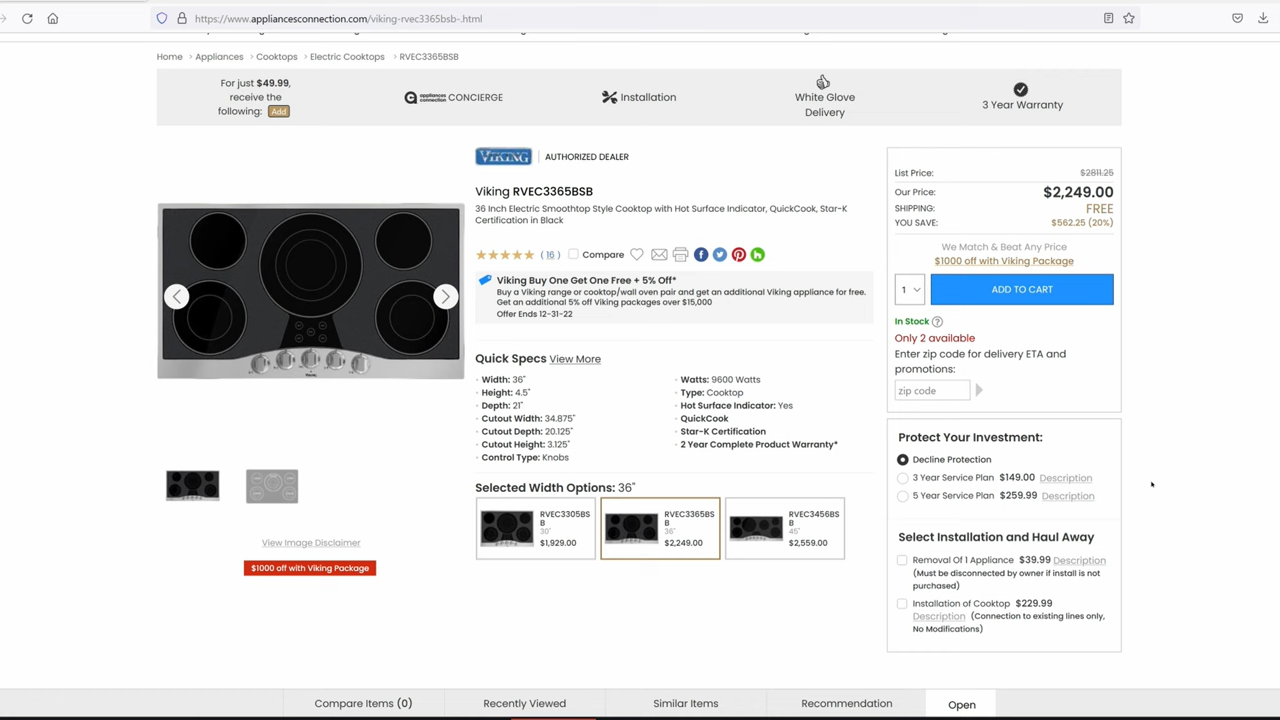 https://www.appliancesconnection.com/viking-rvec3365bsb-.html
Home > Appliances > Cooktops > Electric Cooktops > RVEC3365BSB
For just $49.99,
receive the
following: Add
appliances connection CONCIERGE
Installation
White Glove
Delivery
3 Year Warranty
VIKING
AUTHORIZED DEALER
Viking RVEC3365BSB
36 Inch Electric Smoothtop Style Cooktop with Hot Surface Indicator, QuickCook, Star-K
Certification in Black
(16) Compare
Viking Buy One Get One Free + 5% Off*
Buy a Viking range or cooktop/wall oven pair and get an additional Viking appliance for free.
Get an additional 5% off Viking packages over $15,000
Offer Ends 12-31-22
Quick Specs View More
· Width: 36"
· Height: 4.5"
· Depth: 21"
· Cutout Width: 34.875"
· Cutout Depth: 20.125"
· Cutout Height: 3.125"
· Control Type: Knobs
· Watts: 9600 Watts
· Type: Cooktop
· Hot Surface Indicator: Yes
· QuickCook
· Star-K Certification
· 2 Year Complete Product Warranty*
View Image Disclaimer
$1000 off with Viking Package
Selected Width Options: 36"
RVEC3305BS
B
30"
$1,929.00
RVEC3365BS
B
36"
$2,249.00
RVEC3456BS
B
45"
$2,559.00
List Price: $2811.25
Our Price: $2,249.00
SHIPPING: FREE
YOU SAVE: $562.25 (20%)
We Match & Beat Any Price
$1000 off with Viking Package
1
ADD TO CART
In Stock ?
Only 2 available
Enter zip code for delivery ETA and
promotions:
zip code
Protect Your Investment:
Decline Protection
3 Year Service Plan $149.00 Description
5 Year Service Plan $259.99 Description
Select Installation and Haul Away
Removal Of 1 Appliance $39.99 Description
(Must be disconnected by owner if install is not
purchased)
Installation of Cooktop $229.99
Description (Connection to existing lines only,
No Modifications)
Compare Items (0)
Recently Viewed
Similar Items
Recommendation
Open